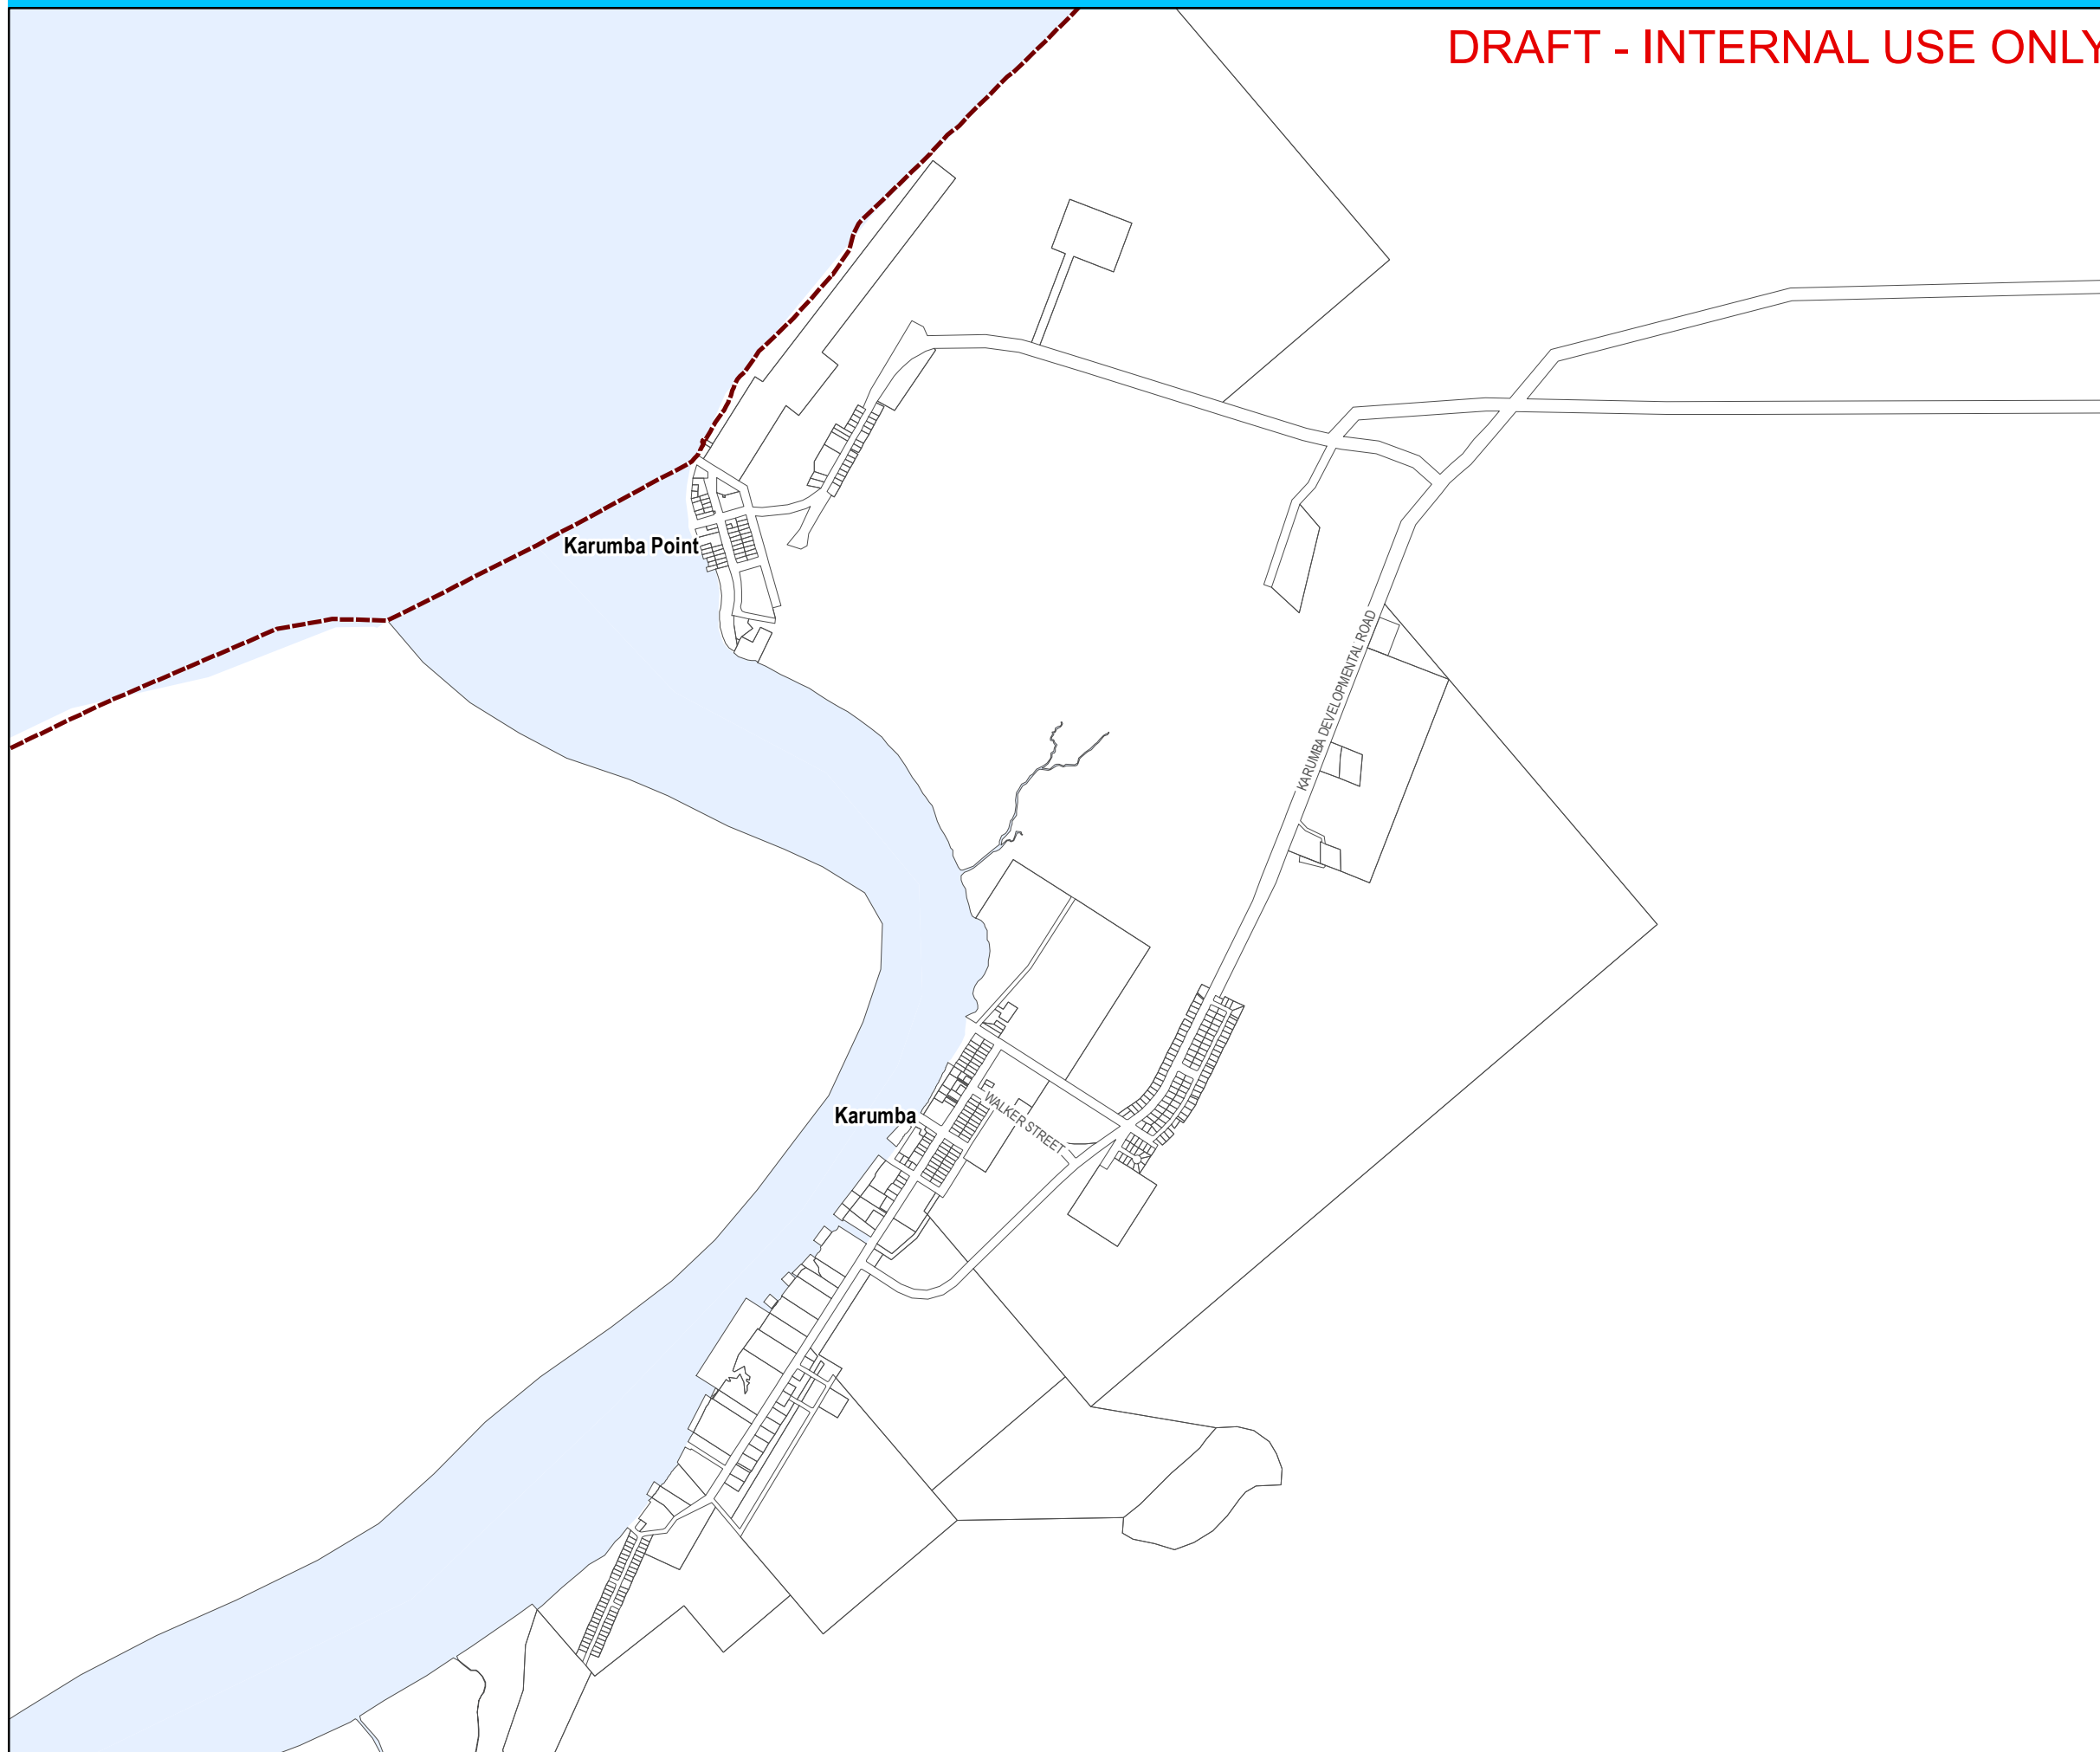 DRAFT - INTERNAL USE ONLY
Karumba Point
KARUMBA DEVELOPMENTAL ROAD
WALKER STREET
Karumba